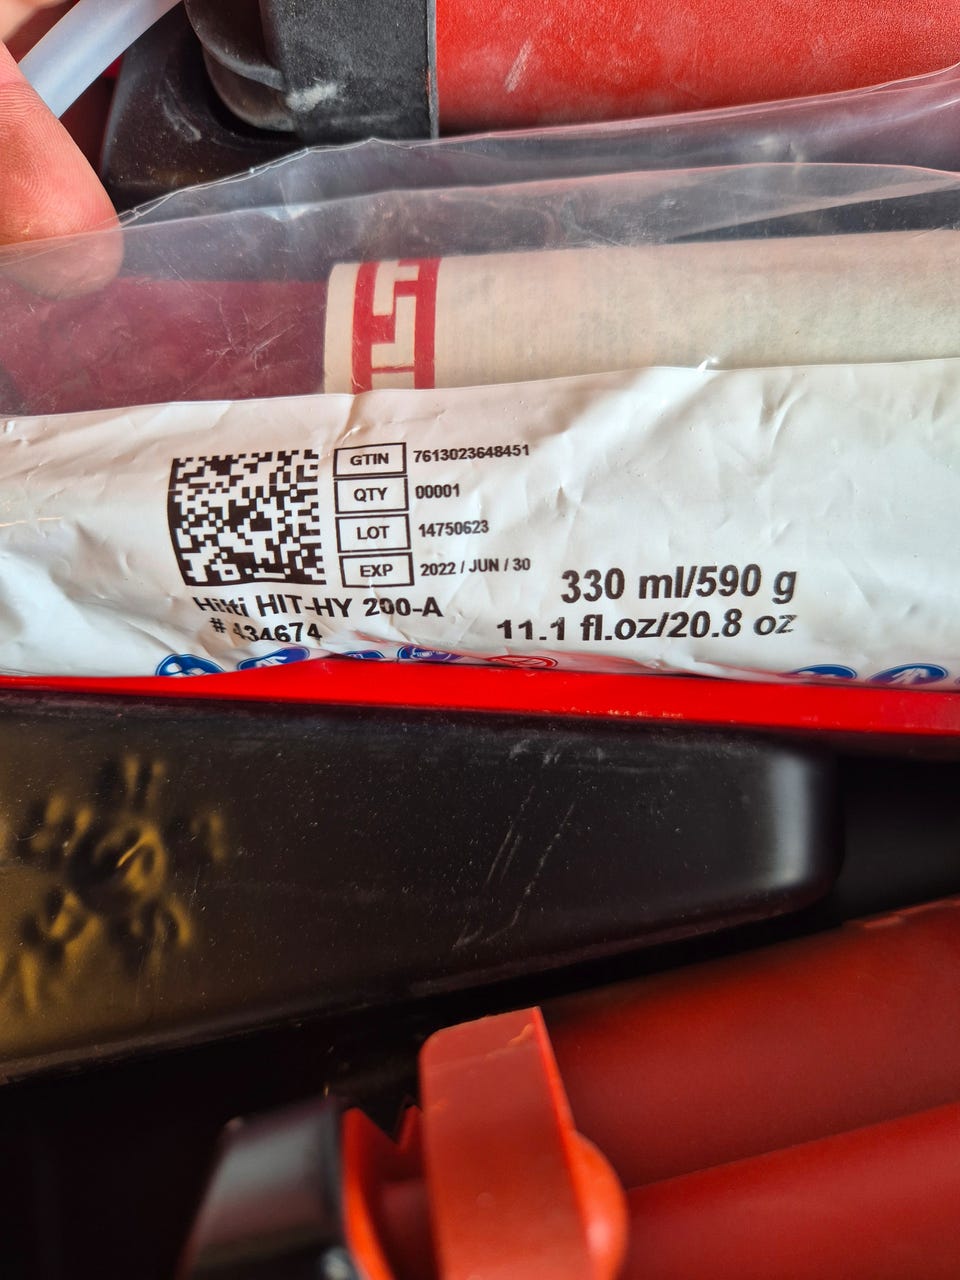 GTIN 7613023648451
QTY 00001
LOT 14750623
EXP 2022 / JUN / 30
Hilti HIT-HY 200-A
# 434674
330 ml/590 g
11.1 fl.oz/20.8 oz